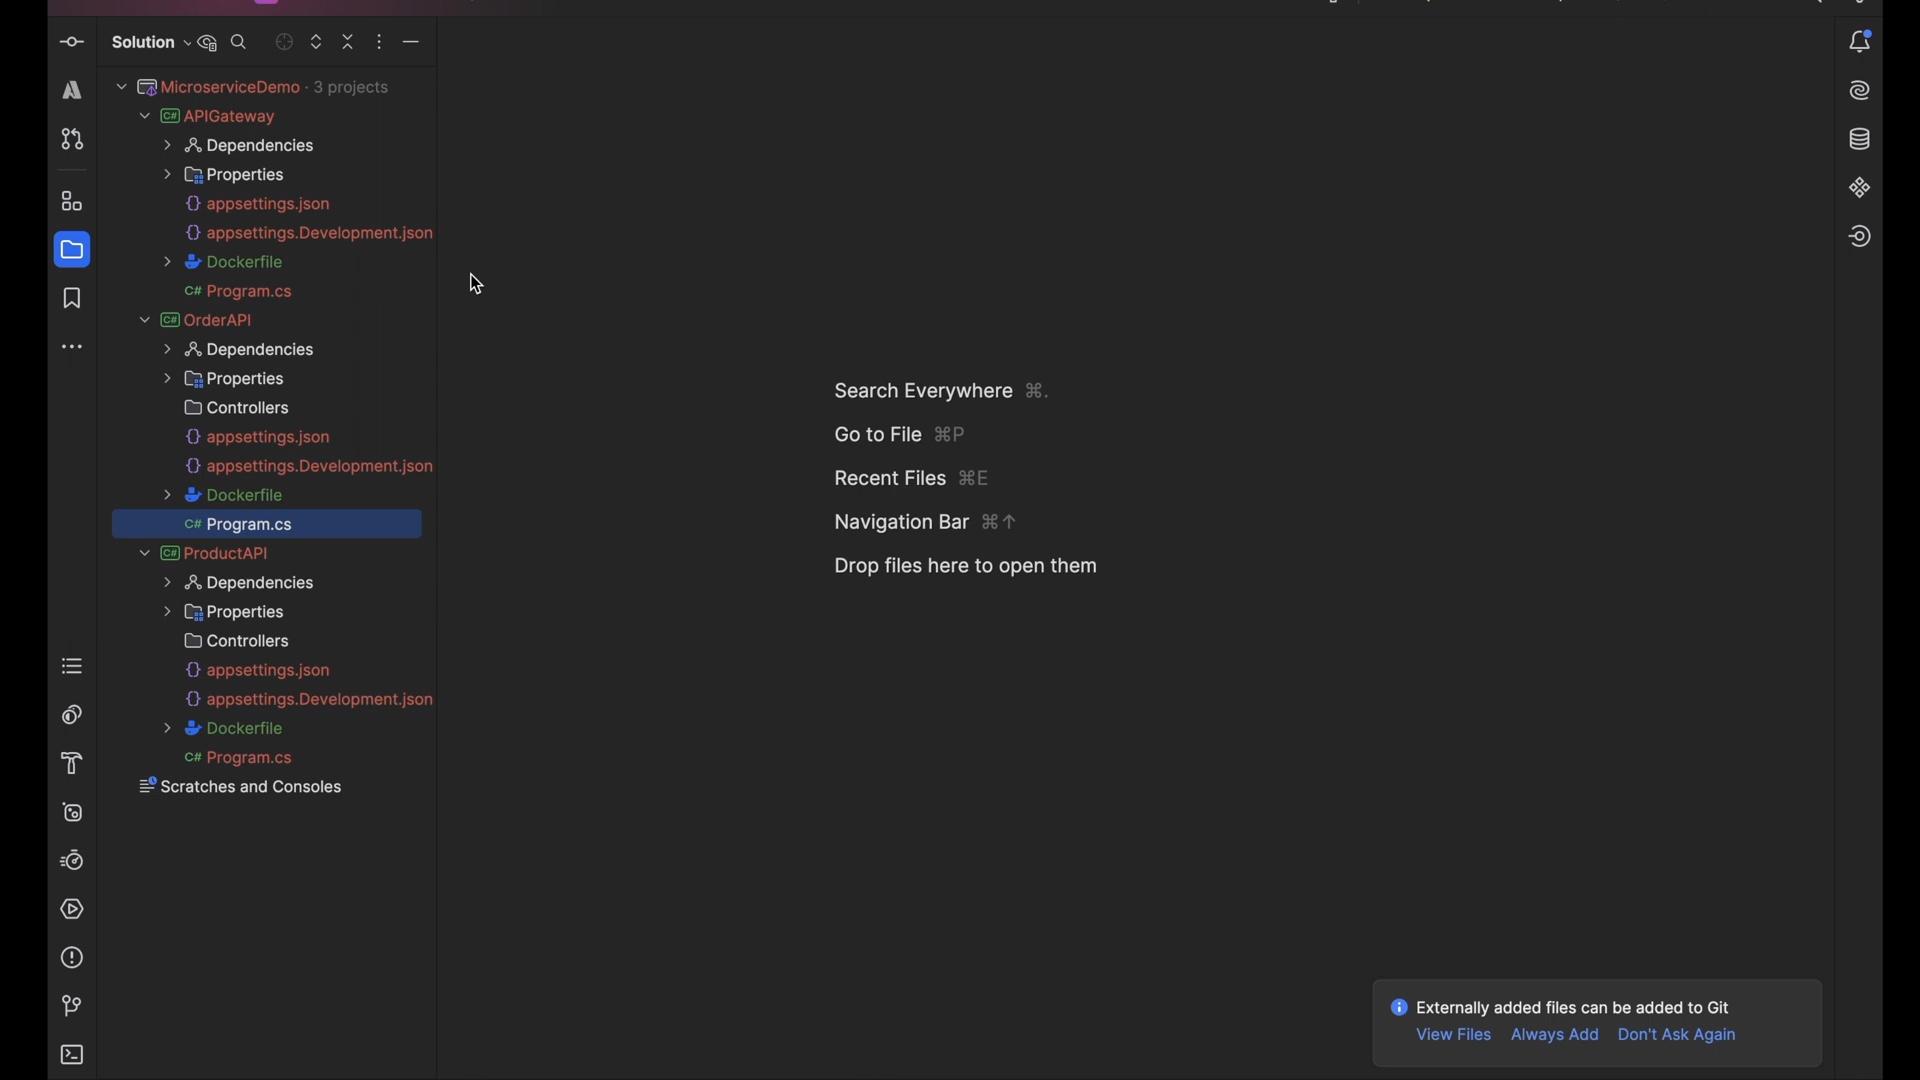 Solution
MicroserviceDemo · 3 projects
C# APIGateway
Dependencies
Properties
{} appsettings.json
{} appsettings.Development.json
Dockerfile
C# Program.cs
C# OrderAPI
Dependencies
Properties
Controllers
{} appsettings.json
{} appsettings.Development.json
Dockerfile
C# Program.cs
C# ProductAPI
Dependencies
Properties
Controllers
{} appsettings.json
{} appsettings.Development.json
Dockerfile
C# Program.cs
Scratches and Consoles
Search Everywhere ⌘.
Go to File ⌘P
Recent Files ⌘E
Navigation Bar ⌘↑
Drop files here to open them
Externally added files can be added to Git
View Files Always Add Don't Ask Again